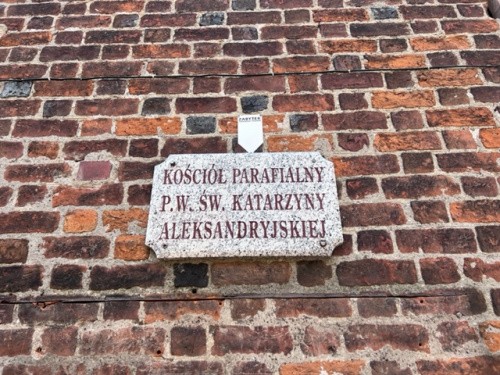 KOŚCIÓŁ PARAFIALNY
P.W. ŚW. KATARZYNY
ALEKSANDRYJSKIEJ